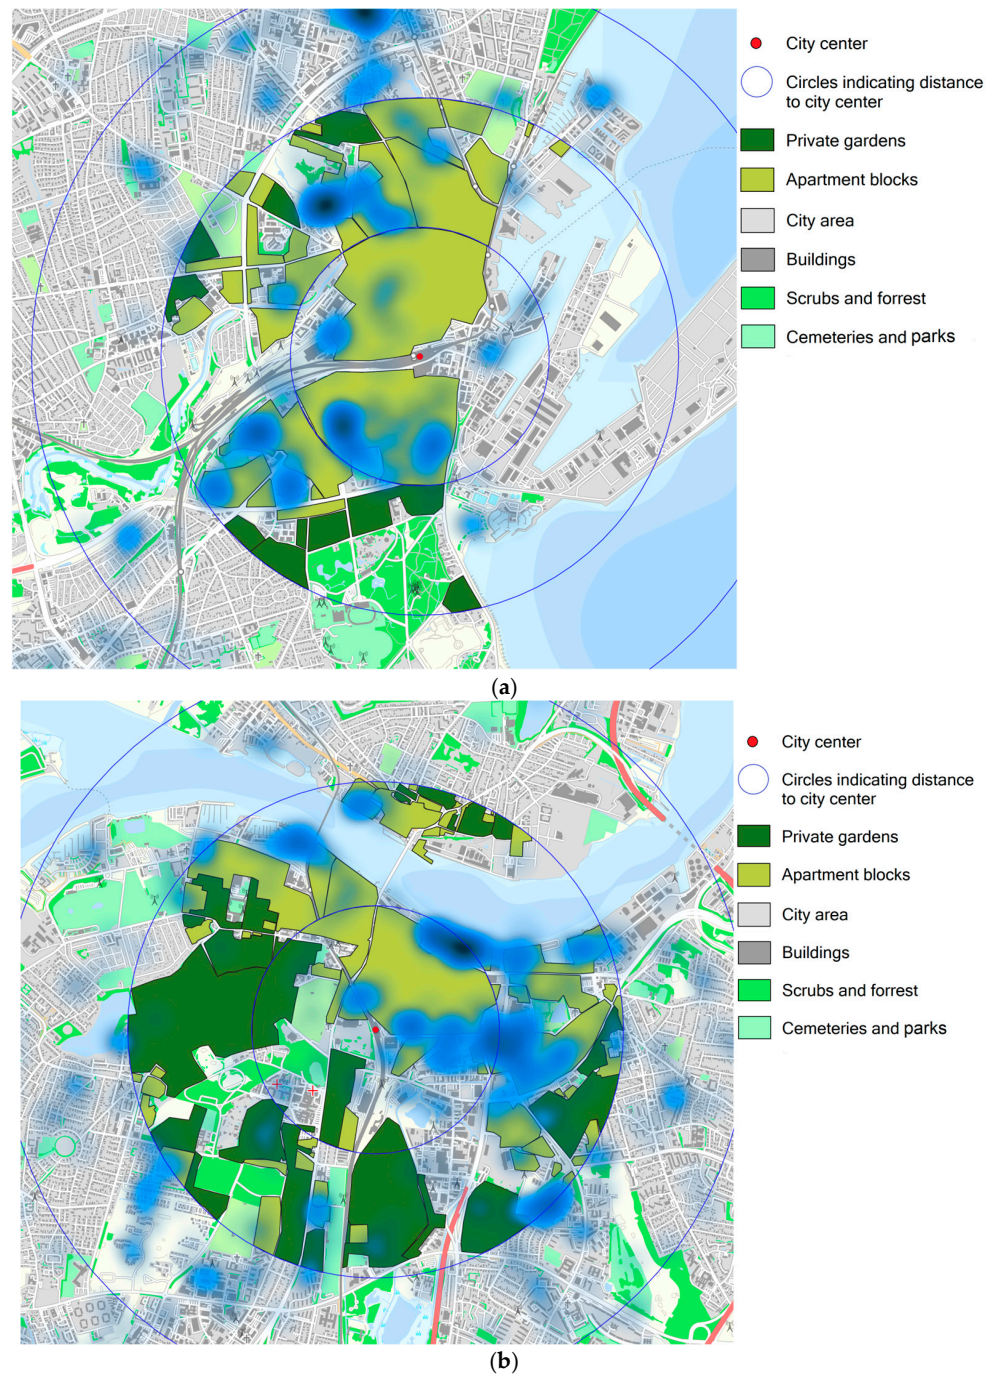 City center
Circles indicating distance
to city center
Private gardens
Apartment blocks
City area
Buildings
Scrubs and forrest
Cemeteries and parks
(a)
City center
Circles indicating distance
to city center
Private gardens
Apartment blocks
City area
Buildings
Scrubs and forrest
Cemeteries and parks
(b)